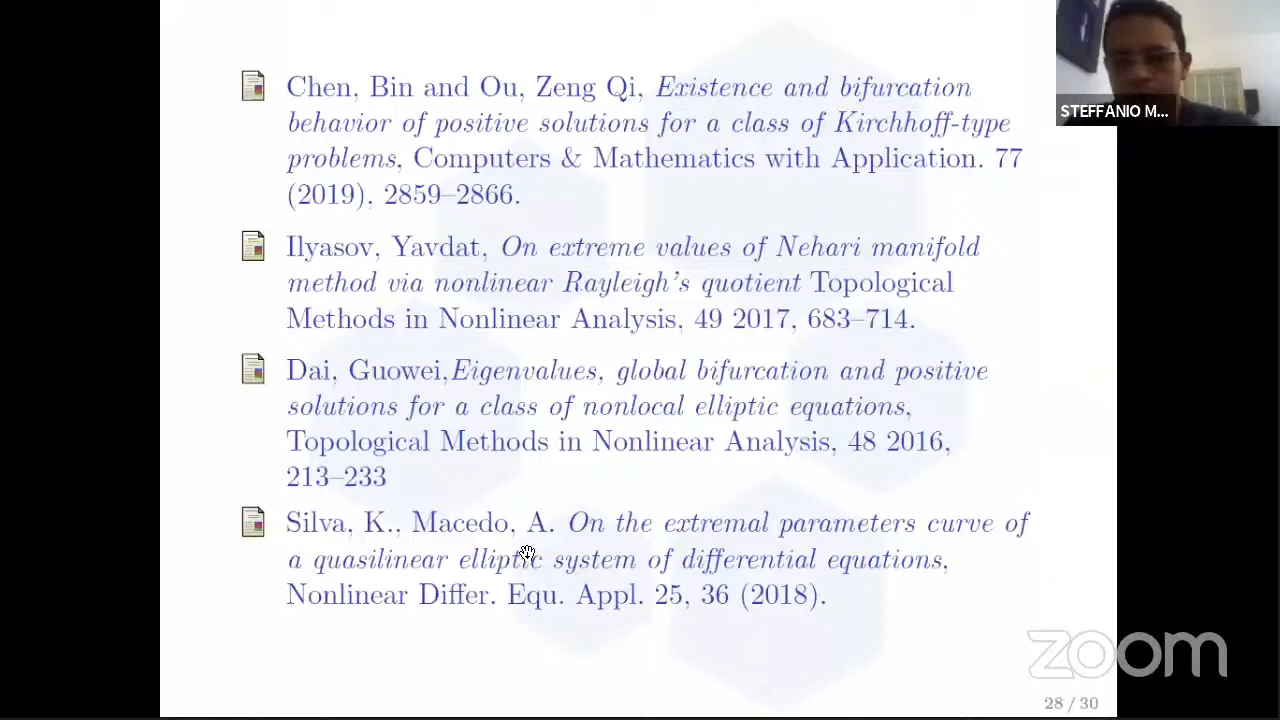 Chen, Bin and Ou, Zeng Qi, Existence and bifurcation
behavior of positive solutions for a class of Kirchhoff-type
problems, Computers & Mathematics with Application. 77
(2019), 2859–2866.
Ilyasov, Yavdat, On extreme values of Nehari manifold
method via nonlinear Rayleigh's quotient Topological
Methods in Nonlinear Analysis, 49 2017, 683–714.
Dai, Guowei,Eigenvalues, global bifurcation and positive
solutions for a class of nonlocal elliptic equations,
Topological Methods in Nonlinear Analysis, 48 2016,
213–233
Silva, K., Macedo, A. On the extremal parameters curve of
a quasilinear elliptic system of differential equations,
Nonlinear Differ. Equ. Appl. 25, 36 (2018).
STEFFANIO M...
zoom
28 / 30